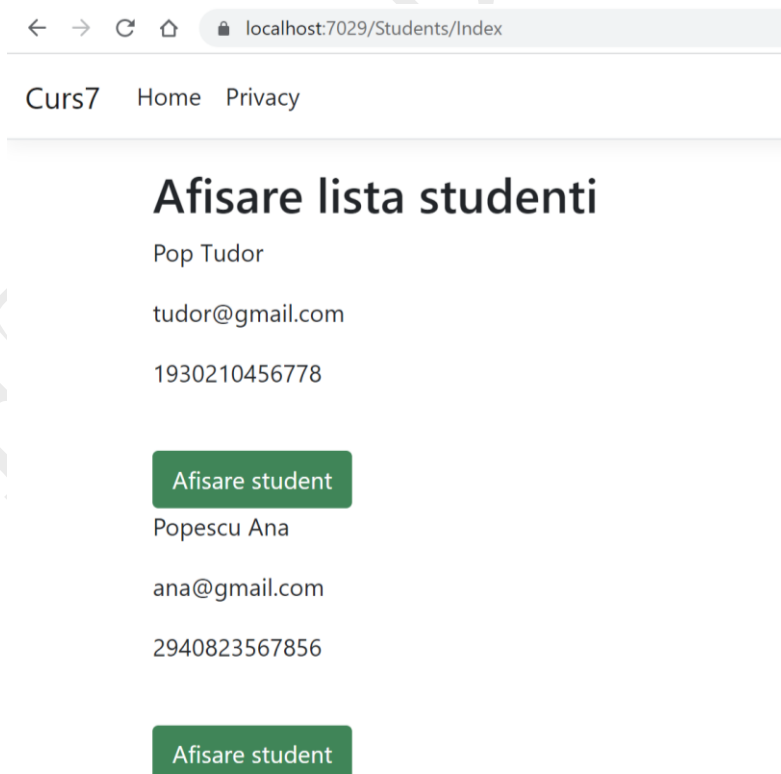 localhost:7029/Students/Index
Curs7 Home Privacy
Afisare lista studenti
Pop Tudor
tudor@gmail.com
1930210456778
Afisare student
Popescu Ana
ana@gmail.com
2940823567856
Afisare student